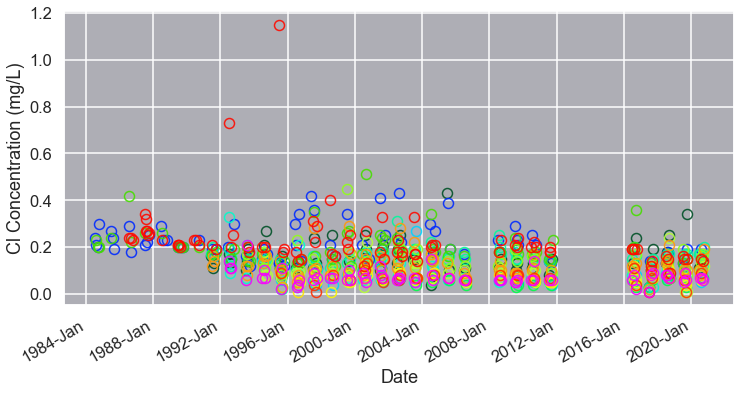 1.2
1.0
0.8
0.6
0.4
0.2
0.0
Cl Concentration (mg/L)
1984-Jan
1988-Jan
1992-Jan
1996-Jan
2000-Jan
2004-Jan
2008-Jan
2012-Jan
2016-Jan
2020-Jan
Date